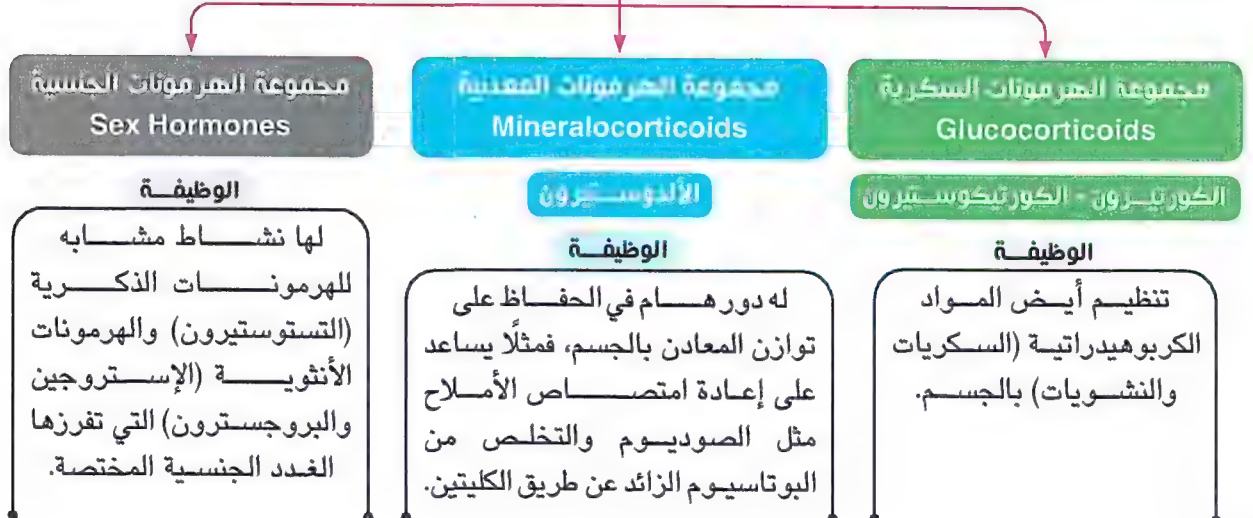 مجموعة الهرمونات السكرية
Glucocorticoids
الكورتيزون - الكورتيكوستيرون
الوظيفة
تنظيم أيض المواد
الكربوهيدراتية (السكريات
والنشويات) بالجسم.
مجموعة الهرمونات المعدنية
Mineralocorticoids
الألدوستيرون
الوظيفة
له دور هام في الحفاظ على
توازن المعادن بالجسم، فمثلًا يساعد
على إعادة امتصاص الأملاح
مثل الصوديوم والتخلص من
البوتاسيوم الزائد عن طريق الكليتين.
مجموعة الهرمونات الجنسية
Sex Hormones
الوظيفة
لها نشاط مشابه
للهرمونات الذكرية
(التستوستيرون) والهرمونات
الأنثوية (الإستروجين
والبروجسترون) التي تفرزها
الغدد الجنسية المختصة.